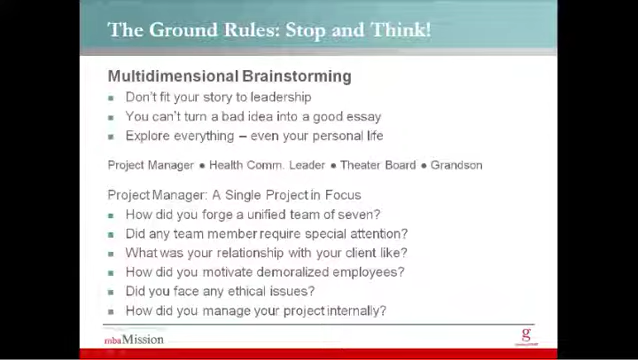 The Ground Rules: Stop and Think!
Multidimensional Brainstorming
Don't fit your story to leadership
You can't turn a bad idea into a good essay
Explore everything – even your personal life
Project Manager ● Health Comm. Leader ● Theater Board ● Grandson
Project Manager: A Single Project in Focus
How did you forge a unified team of seven?
Did any team member require special attention?
What was your relationship with your client like?
How did you motivate demoralized employees?
Did you face any ethical issues?
How did you manage your project internally?
mbaMission
g